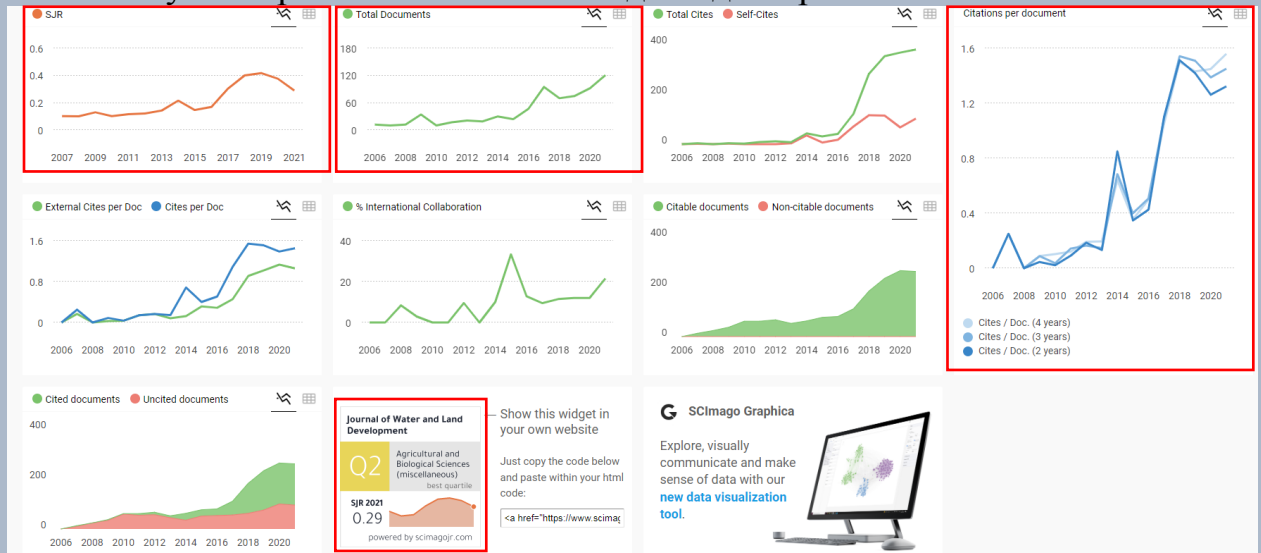 SJR
0.6
0.4
0.2
0
2007 2009 2011 2013 2015 2017 2019 2021
Total Documents
180
120
60
0
2006 2008 2010 2012 2014 2016 2018 2020
Total Cites Self-Cites
400
200
0
2006 2008 2010 2012 2014 2016 2018 2020
Citations per document
1.6
1.2
0.8
0.4
0
2006 2008 2010 2012 2014 2016 2018 2020
Cites / Doc. (4 years)
Cites / Doc. (3 years)
Cites / Doc. (2 years)
External Cites per Doc Cites per Doc
1.6
0.8
0
2006 2008 2010 2012 2014 2016 2018 2020
% International Collaboration
40
20
0
2006 2008 2010 2012 2014 2016 2018 2020
Citable documents Non-citable documents
400
200
0
2006 2008 2010 2012 2014 2016 2018 2020
Cited documents Uncited documents
400
200
0
2006 2008 2010 2012 2014 2016 2018 2020
Journal of Water and Land
Development
Q2
Agricultural and
Biological Sciences
(miscellaneous)
best quartile
SJR 2021
0.29
powered by scimagojr.com
Show this widget in
your own website
Just copy the code below
and paste within your html
code:
<a href="https://www.scimag
SCImago Graphica
Explore, visually
communicate and make
sense of data with our
new data visualization
tool.